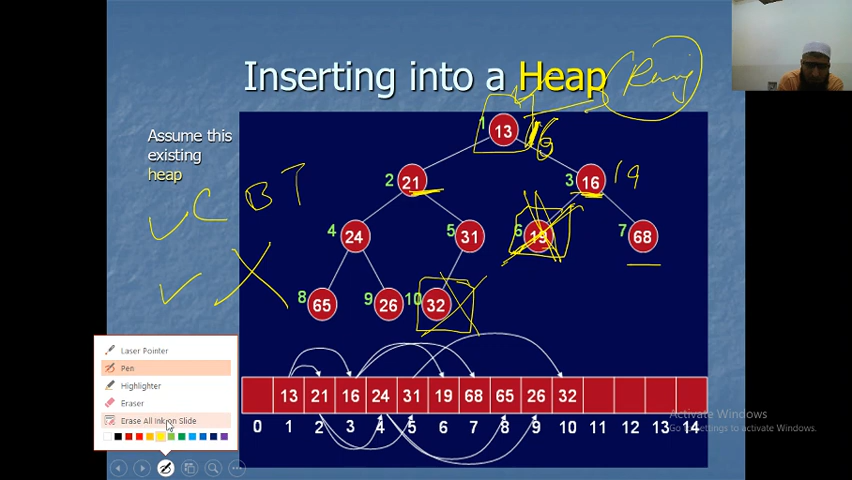 Inserting into a Heap
Assume this
existing
heap
C B T
1 13 16
2 21
3 16 19
4 24
5 31
6 19
7 68
8 65
9 26
10 32
13 21 16 24 31 19 68 65 26 32
0 1 2 3 4 5 6 7 8 9 10 11 12 13 14
Laser Pointer
Pen
Highlighter
Eraser
Erase All Ink on Slide
Activate Windows
Go to Settings to activate Windows.